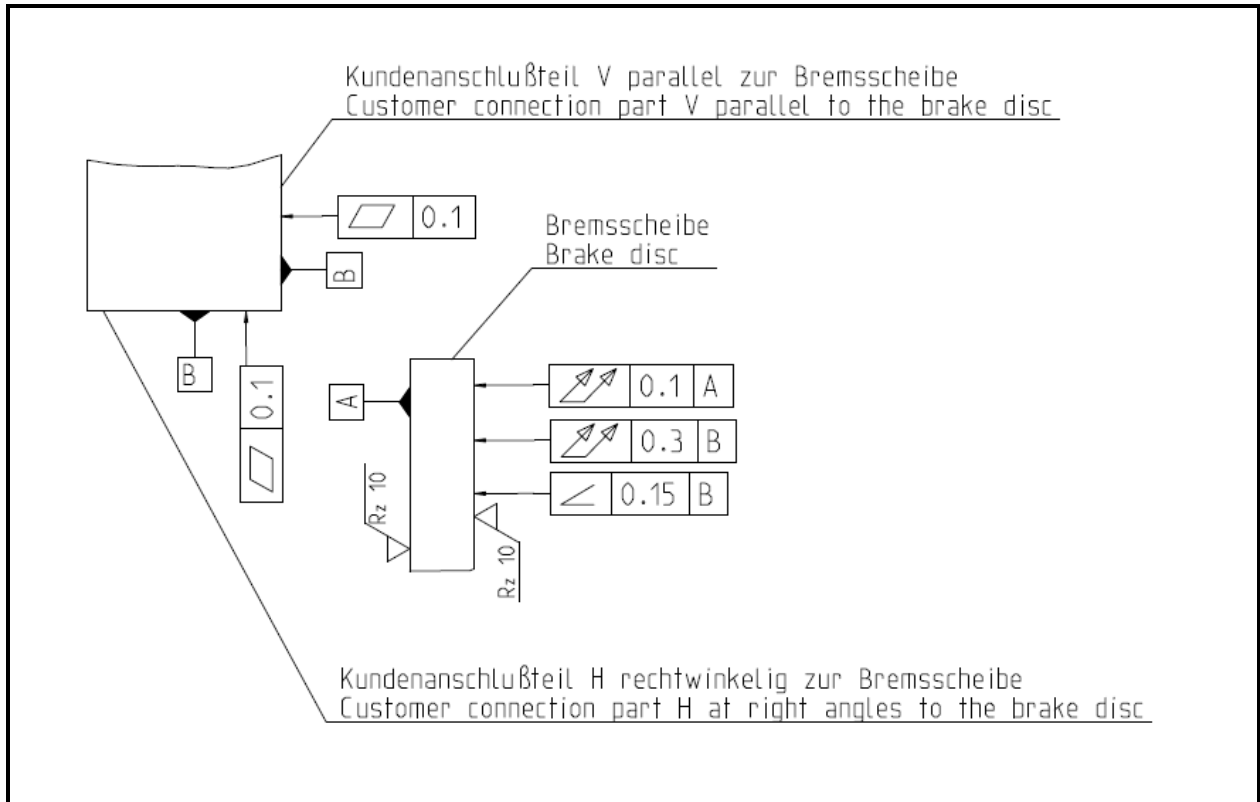 Kundenanschlußteil V parallel zur Bremsscheibe
Customer connection part V parallel to the brake disc
0.1
B
Bremsscheibe
Brake disc
B
0.1
A
0.1 A
0.3 B
0.15 B
Rz 10
Rz 10
Kundenanschlußteil H rechtwinkelig zur Bremsscheibe
Customer connection part H at right angles to the brake disc